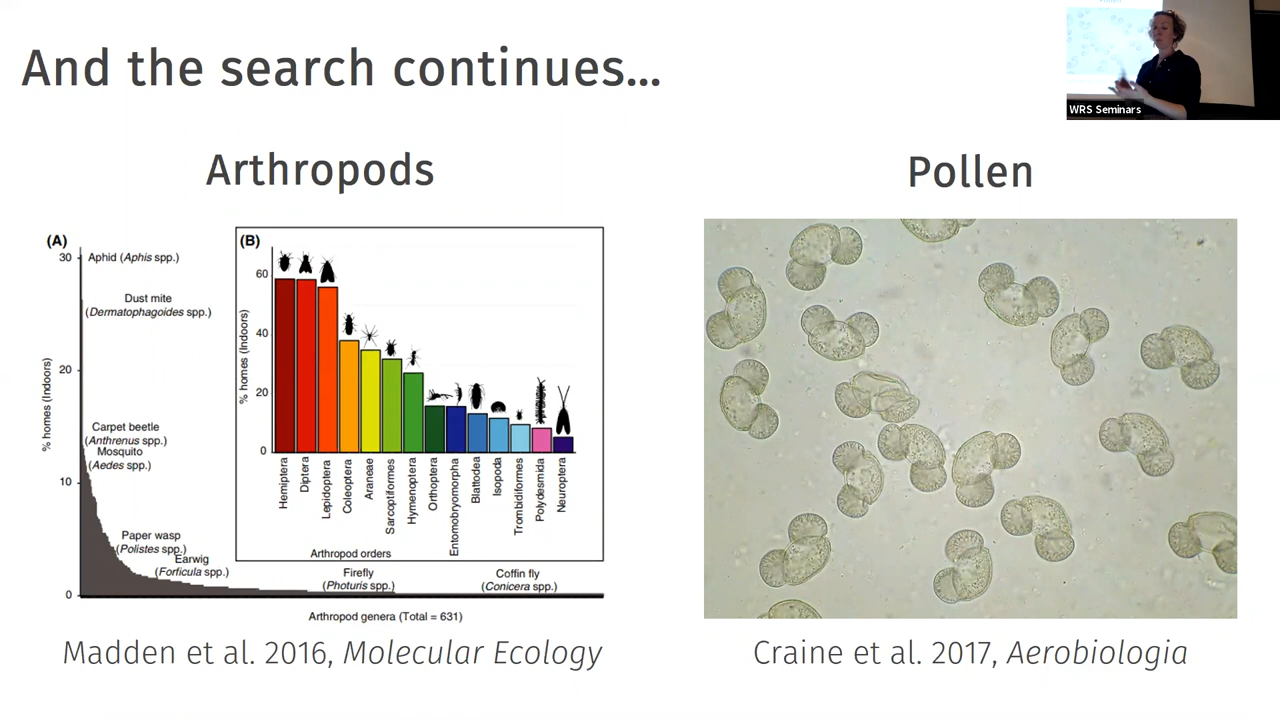 And the search continues...
WRS Seminars
Arthropods
Pollen
(A)
30
20
10
0
% homes (Indoors)
Aphid (Aphis spp.)
Dust mite
(Dermatophagoides spp.)
Carpet beetle
(Anthrenus spp.)
Mosquito
(Aedes spp.)
Paper wasp
(Polistes spp.)
Earwig
(Forficula spp.)
Firefly
(Photuris spp.)
Coffin fly
(Conicera spp.)
Arthropod genera (Total = 631)
(B)
60
40
20
0
% homes (Indoors)
Hemiptera
Diptera
Lepidoptera
Coleoptera
Araneae
Sarcoptiformes
Hymenoptera
Orthoptera
Entomobryomorpha
Blattodea
Isopoda
Trombidiformes
Polydesmida
Neuroptera
Arthropod orders
Madden et al. 2016, Molecular Ecology
Craine et al. 2017, Aerobiologia